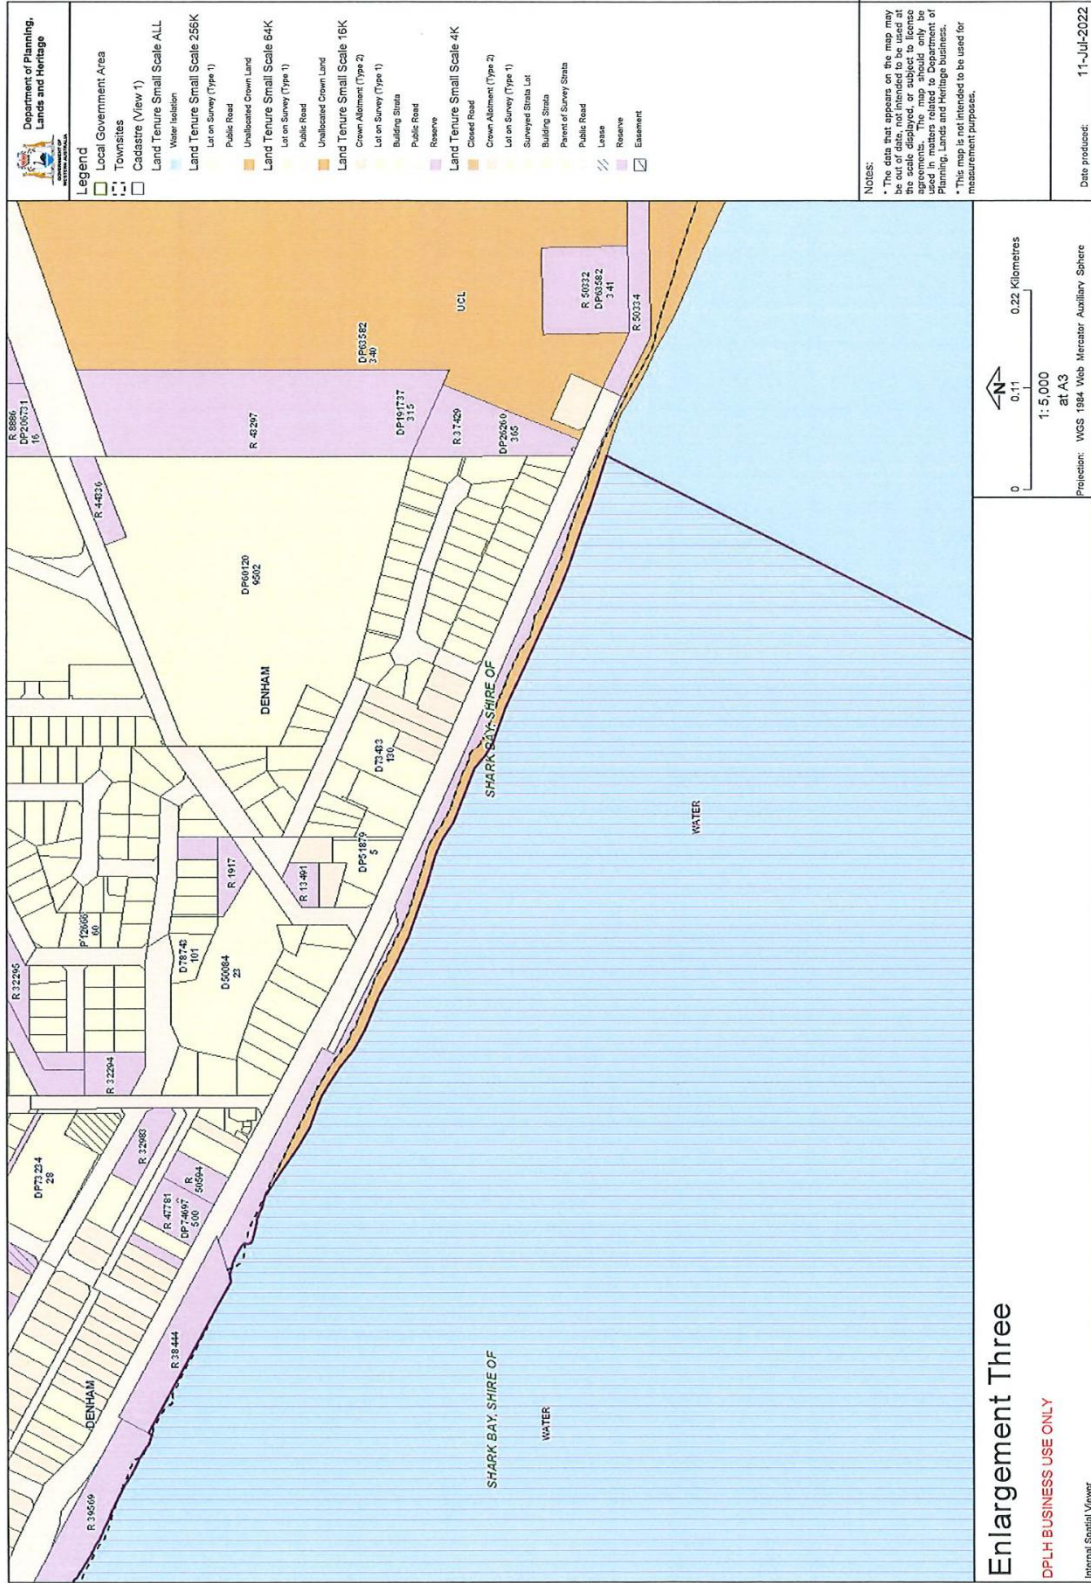 Department of Planning,
Lands and Heritage
GOVERNMENT OF
WESTERN AUSTRALIA
Legend
Local Government Area
Townsites
Cadastre (View 1)
Land Tenure Small Scale ALL
Water Isolation
Land Tenure Small Scale 256K
Lot on Survey (Type 1)
Public Road
Unallocated Crown Land
Land Tenure Small Scale 64K
Lot on Survey (Type 1)
Public Road
Unallocated Crown Land
Land Tenure Small Scale 16K
Crown Allotment (Type 2)
Lot on Survey (Type 1)
Building Strata
Public Road
Reserve
Land Tenure Small Scale 4K
Closed Road
Crown Allotment (Type 2)
Lot on Survey (Type 1)
Surveyed Strata Lot
Building Strata
Parent of Survey Strata
Public Road
Lease
Reserve
Easement
Notes:
* The data that appears on the map may
be out of date, not intended to be used at
the scale displayed, or subject to license
agreements. The map should only be
used in matters related to Department of
Planning, Lands and Heritage business.
* This map is not intended to be used for
measurement purposes.
Date produced: 11-Jul-2022
R 8886
DP206731
16
R 44836
R 43297
DP63582
340
UCL
DP191737
315
R 37429
DP26260
365
R 50332
DP63582
341
R 50334
DP60120
9502
DENHAM
R 32295
P12666
60
D78743
101
D50084
23
R 1917
R 13491
DP51879
5
D73433
130
R 32294
DP73234
28
R 32983
R 47781
DP74697
500
R
50594
DENHAM
R 38444
R 39569
SHARK BAY, SHIRE OF
WATER
SHARK BAY, SHIRE OF
WATER
Enlargement Three
DPLH BUSINESS USE ONLY
Internal Spatial Viewer
N
0 0.11 0.22 Kilometres
1: 5,000
at A3
Projection: WGS 1984 Web Mercator Auxiliary Sphere